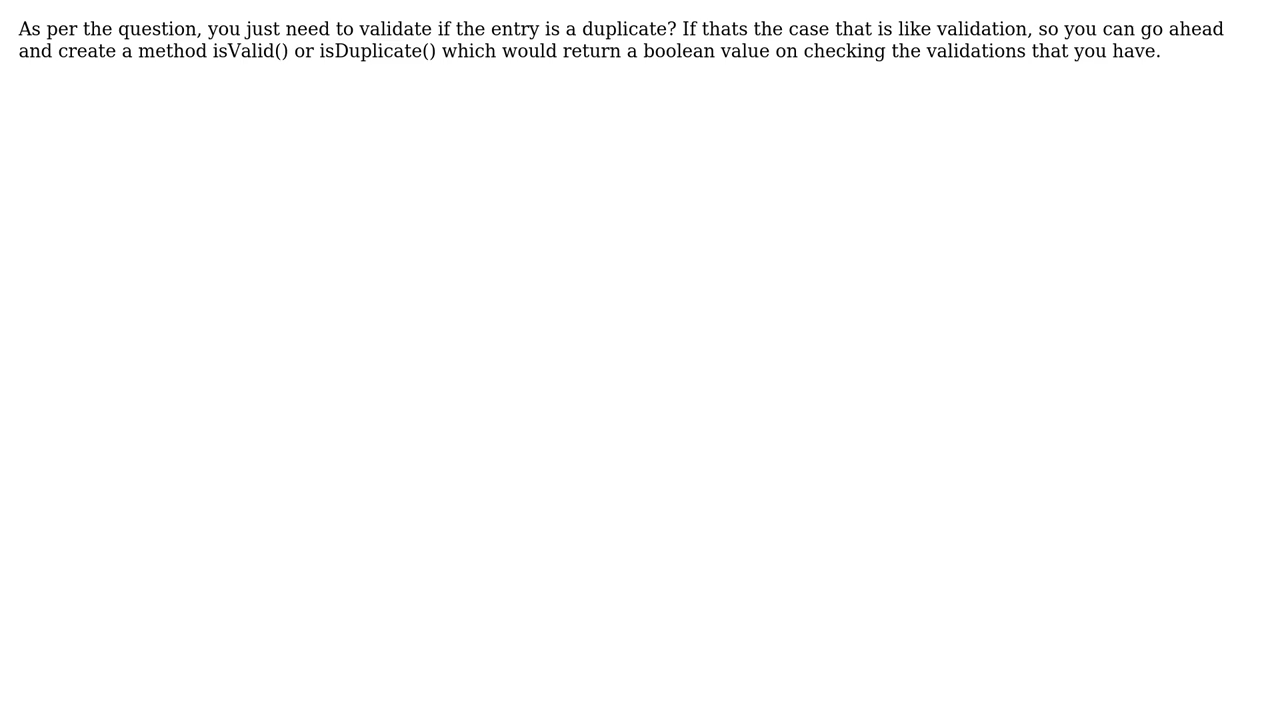 As per the question, you just need to validate if the entry is a duplicate? If thats the case that is like validation, so you can go ahead
and create a method isValid() or isDuplicate() which would return a boolean value on checking the validations that you have.